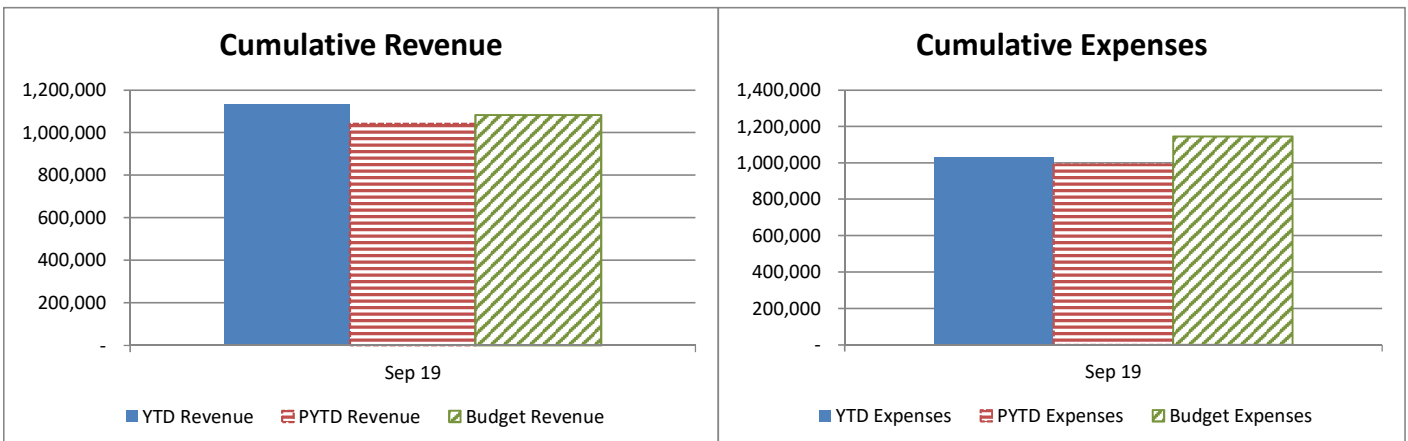 Cumulative Revenue
1,200,000
1,000,000
800,000
600,000
400,000
200,000
-
Sep 19
YTD Revenue PYTD Revenue Budget Revenue
Cumulative Expenses
1,400,000
1,200,000
1,000,000
800,000
600,000
400,000
200,000
-
Sep 19
YTD Expenses PYTD Expenses Budget Expenses